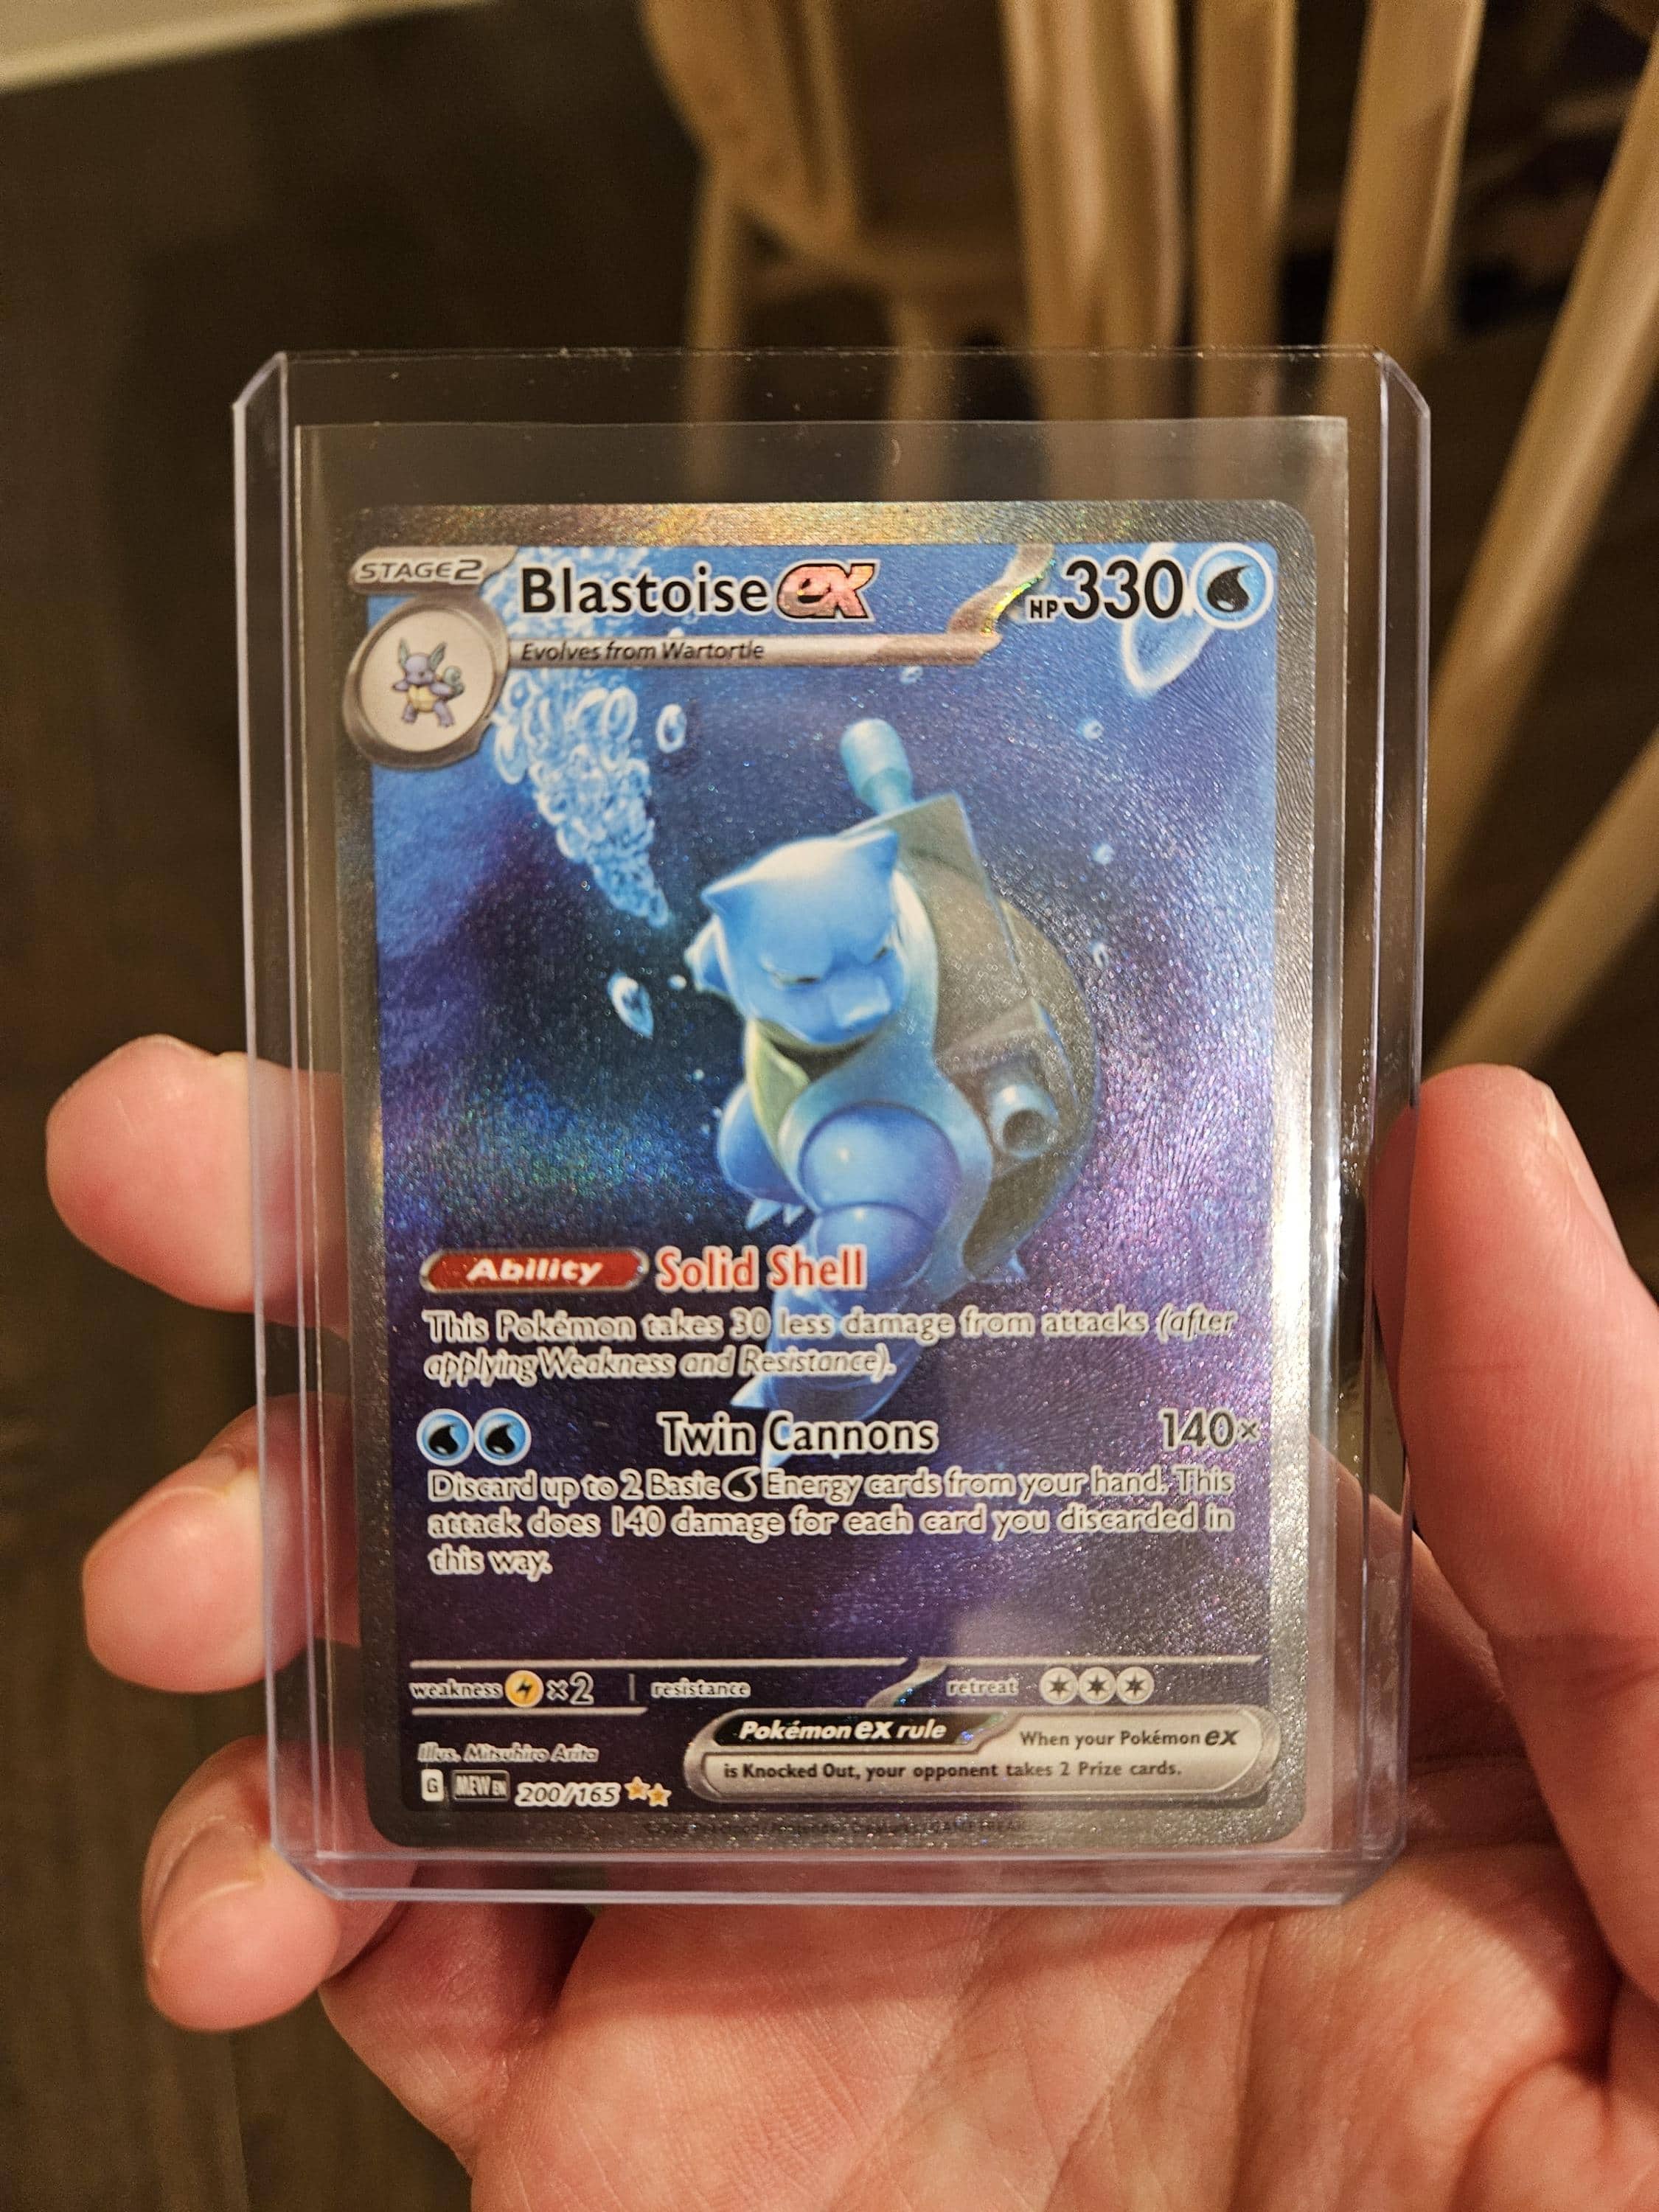 STAGE2
Blastoise ex
HP 330
Evolves from Wartortle
Ability Solid Shell
This Pokémon takes 30 less damage from attacks (after
applying Weakness and Resistance).
Twin Cannons 140×
Discard up to 2 Basic Energy cards from your hand. This
attack does 140 damage for each card you discarded in
this way.
weakness ×2 resistance retreat
Pokémon ex rule When your Pokémon ex
is Knocked Out, your opponent takes 2 Prize cards.
Illus. Mitsuhiro Arita
G MEW EN 200/165